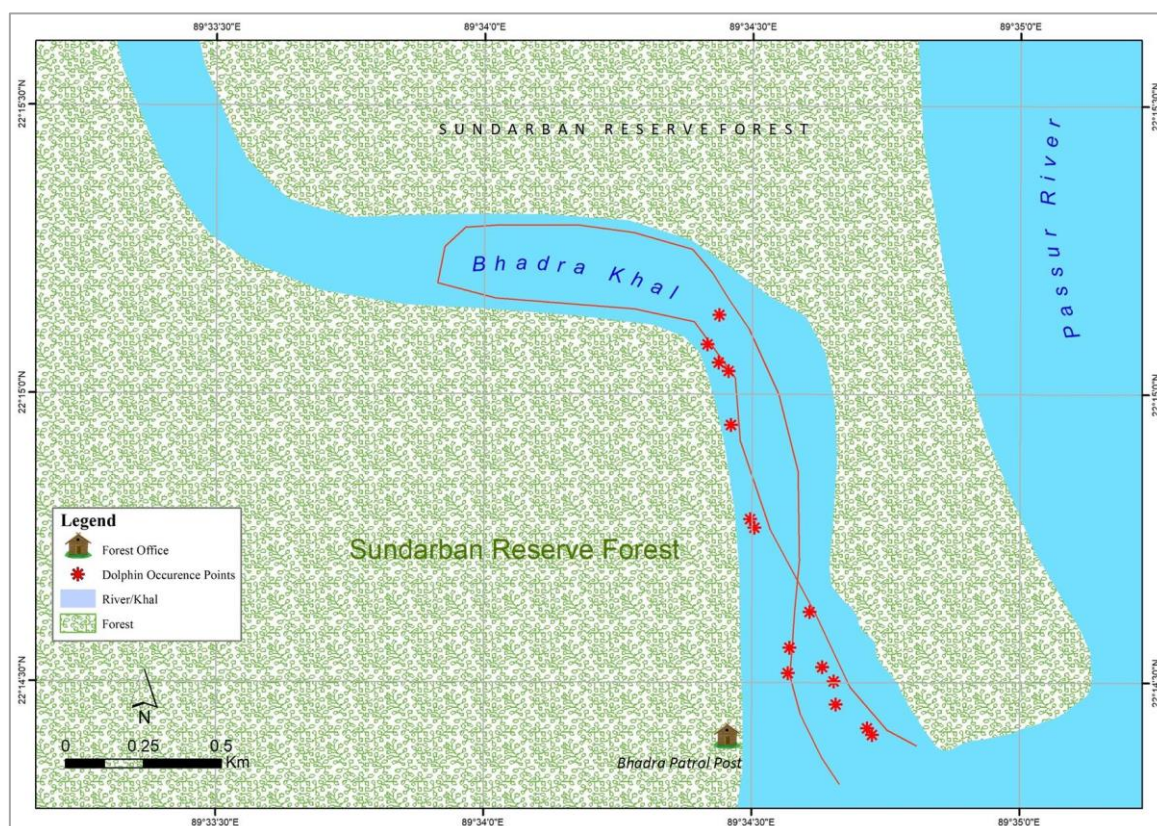 89°33'30"E 89°34'0"E 89°34'30"E 89°35'0"E
22°15'30"N
SUNDARBAN RESERVE FOREST
Passur River
Bhadra Khal
22°15'0"N
Legend
Forest Office
Dolphin Occurence Points
River/Khal
Forest
Sundarban Reserve Forest
22°14'30"N
N
0 0.25 0.5
Km
Bhadra Patrol Post
89°33'30"E 89°34'0"E 89°34'30"E 89°35'0"E